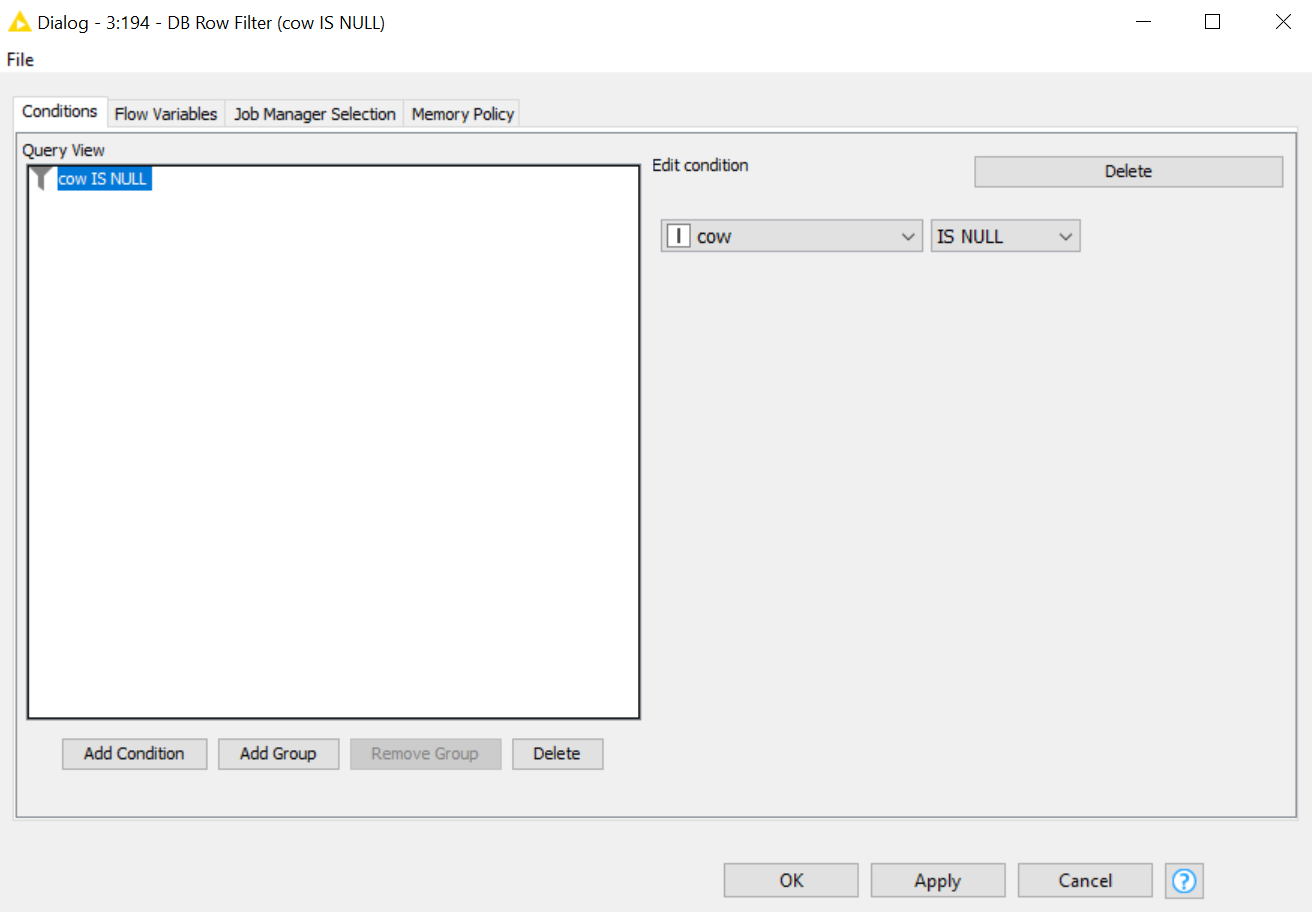 Dialog - 3:194 - DB Row Filter (cow IS NULL)
File
Conditions Flow Variables Job Manager Selection Memory Policy
Query View
cow IS NULL
Edit condition Delete
I cow IS NULL
Add Condition Add Group Remove Group Delete
OK Apply Cancel ?